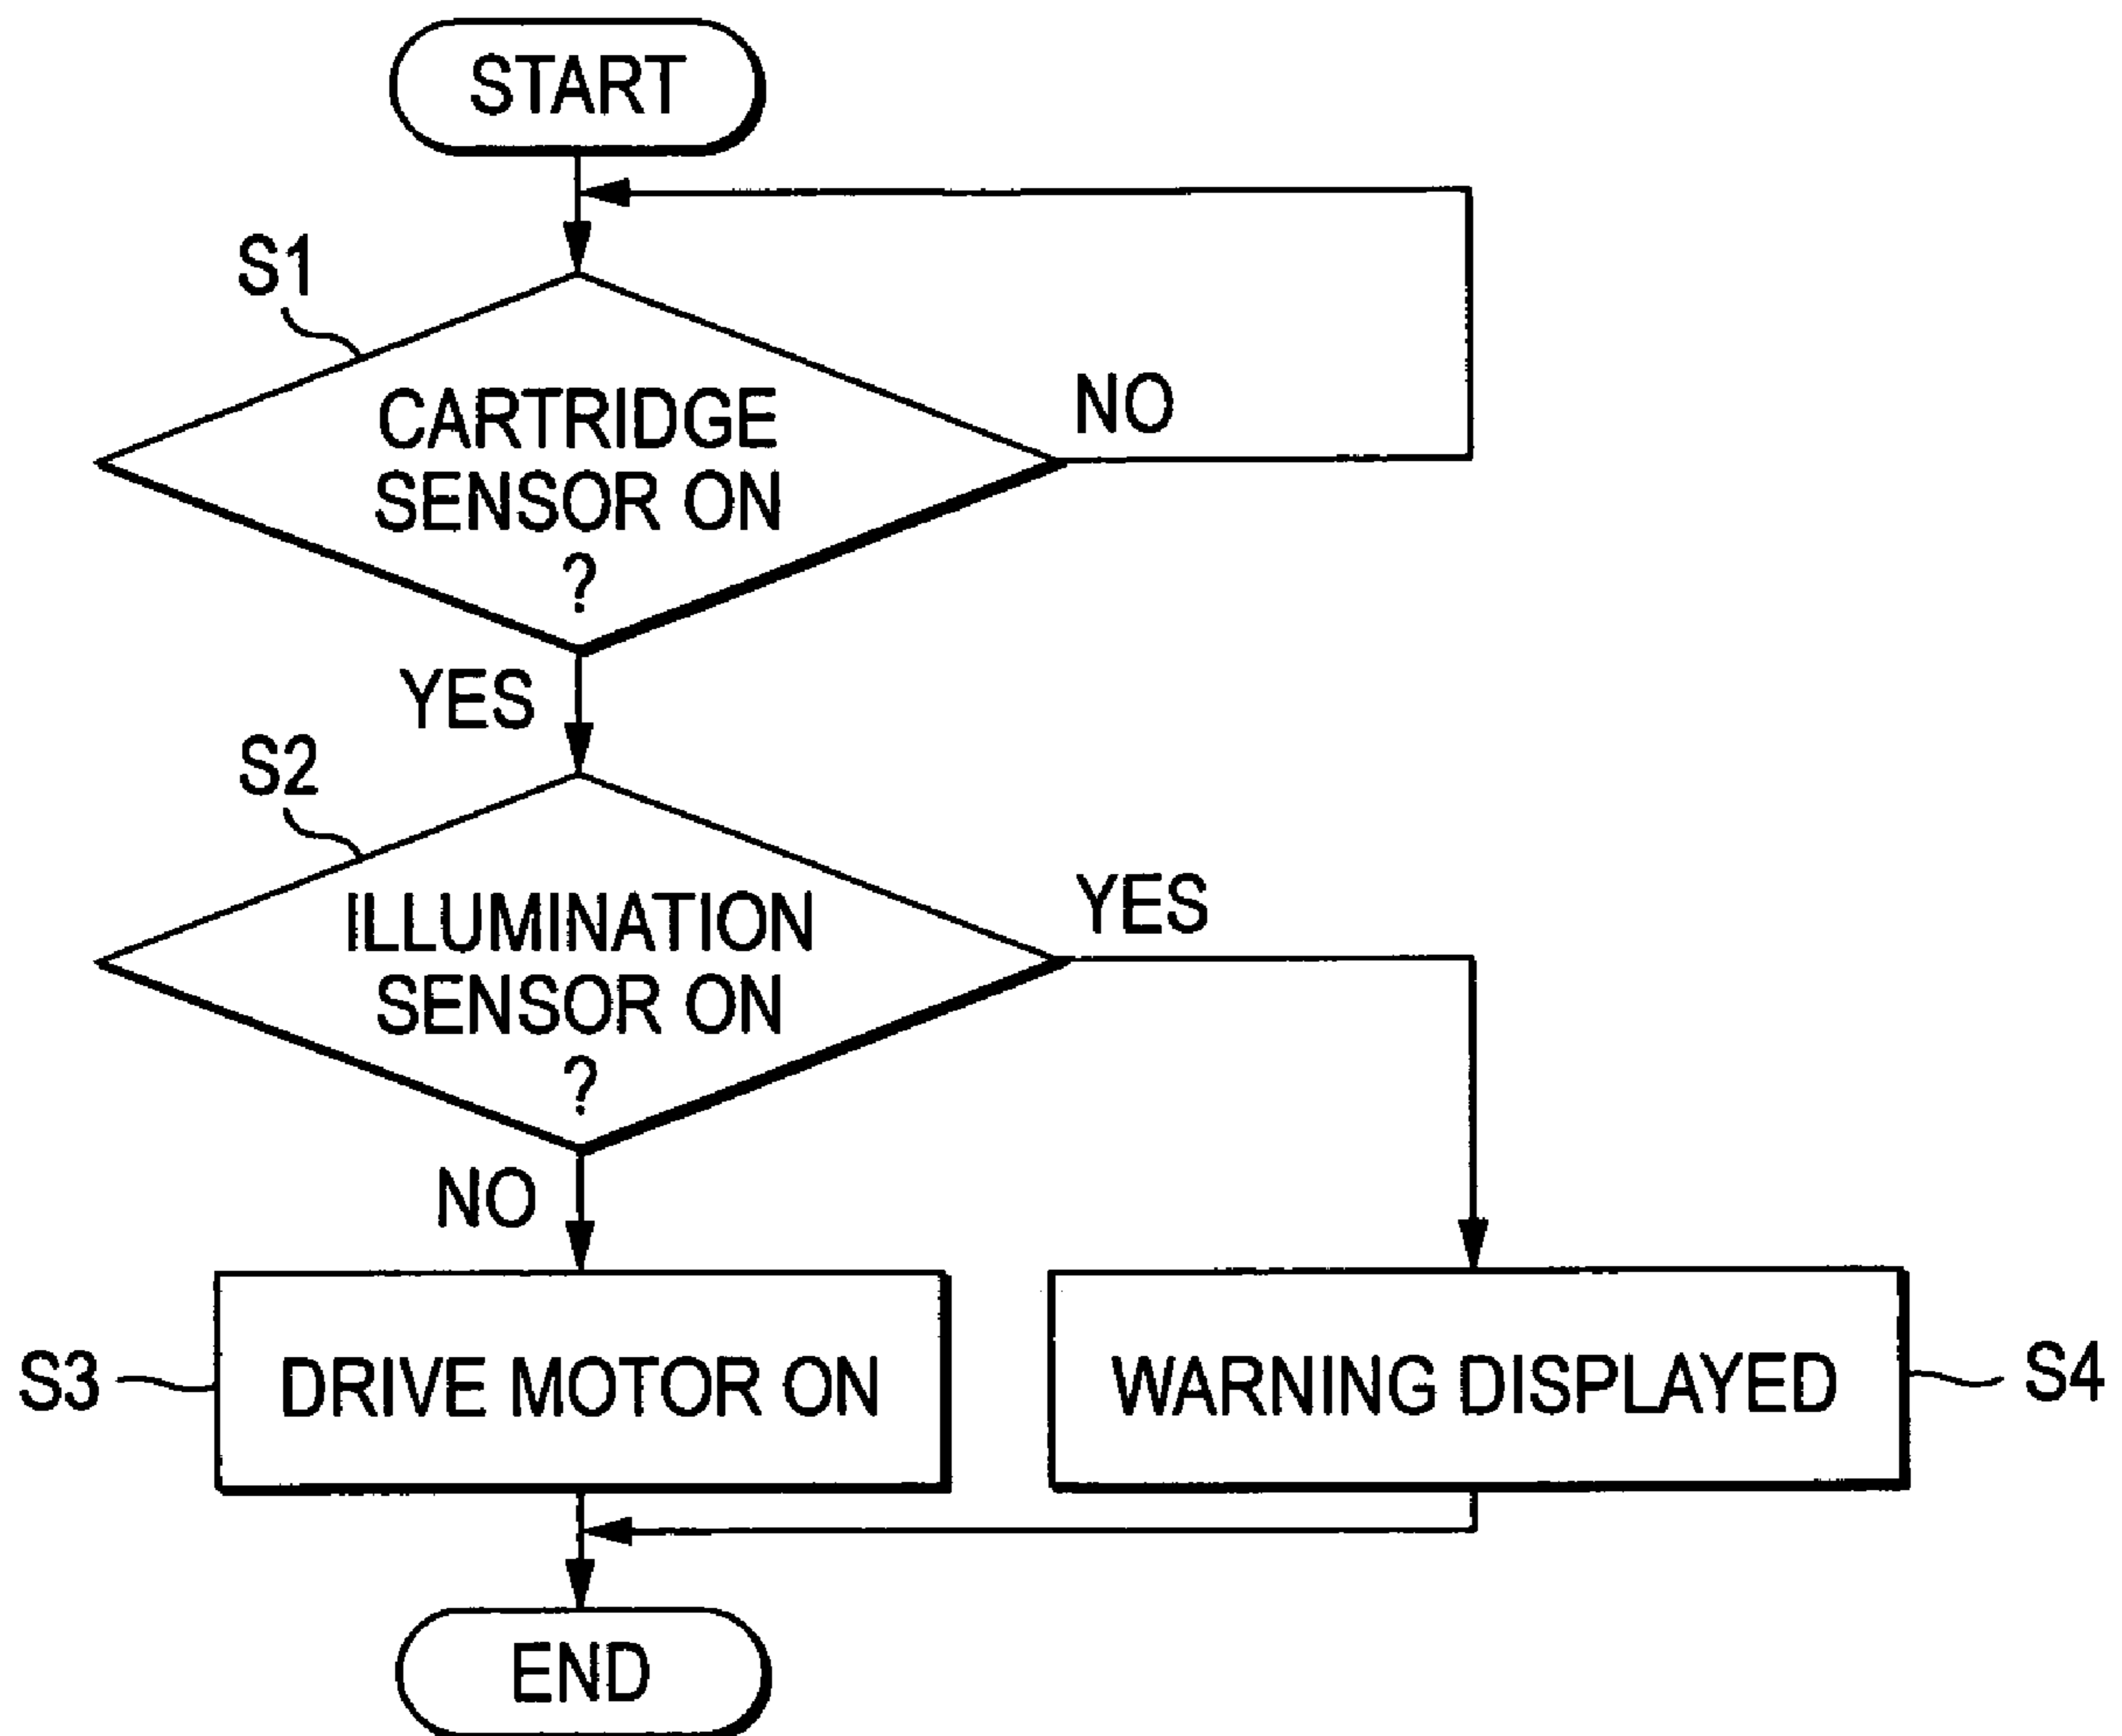 START
S1
CARTRIDGE
SENSOR ON
?
NO
YES
S2
ILLUMINATION
SENSOR ON
?
YES
NO
S3
DRIVE MOTOR ON
WARNING DISPLAYED
S4
END